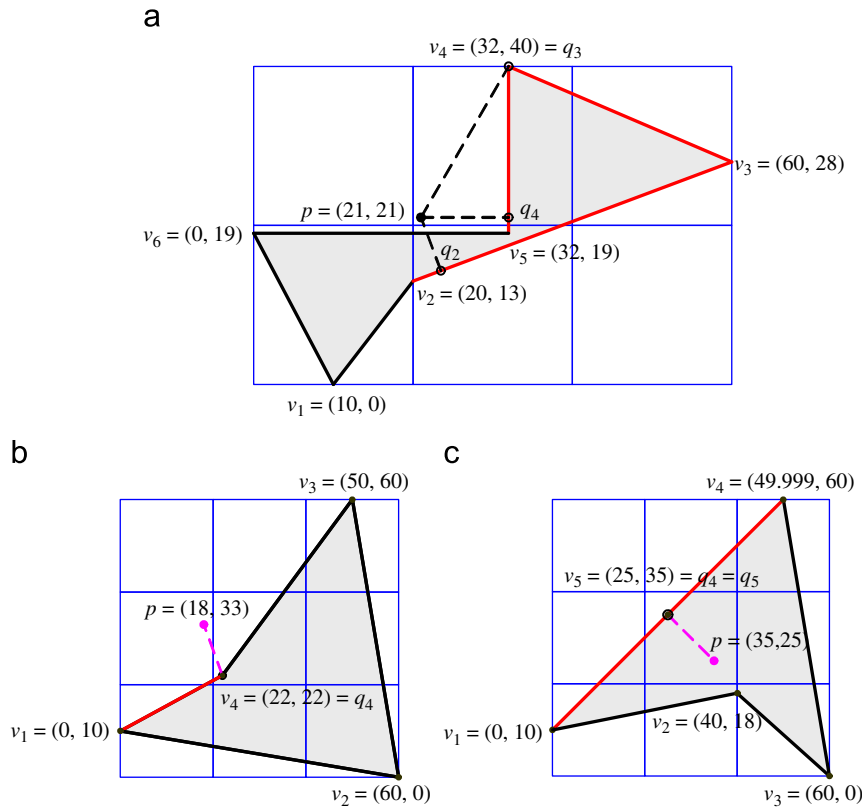 a
v4 = (32, 40) = q3
v3 = (60, 28)
p = (21, 21)
q4
v6 = (0, 19)
q2
v5 = (32, 19)
v2 = (20, 13)
v1 = (10, 0)
b
v3 = (50, 60)
p = (18, 33)
v4 = (22, 22) = q4
v1 = (0, 10)
v2 = (60, 0)
c
v4 = (49.999, 60)
v5 = (25, 35) = q4 = q5
p = (35,25)
v1 = (0, 10)
v2 = (40, 18)
v3 = (60, 0)